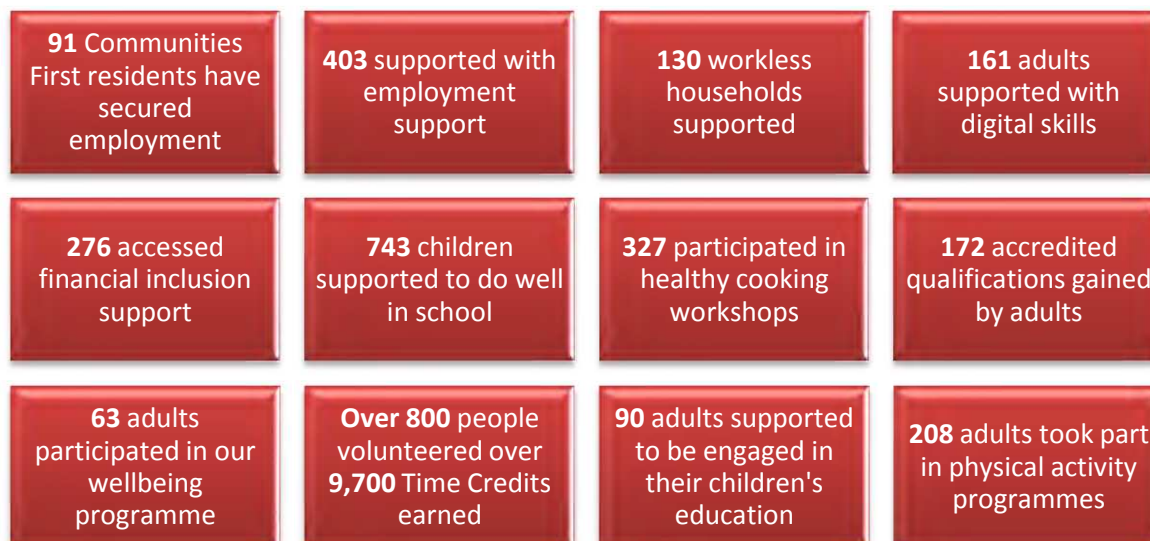 91 Communities
First residents have
secured
employment
403 supported with
employment
support
130 workless
households
supported
161 adults
supported with
digital skills
276 accessed
financial inclusion
support
743 children
supported to do well
in school
327 participated in
healthy cooking
workshops
172 accredited
qualifications gained
by adults
63 adults
participated in our
wellbeing
programme
Over 800 people
volunteered over
9,700 Time Credits
earned
90 adults supported
to be engaged in
their children's
education
208 adults took part
in physical activity
programmes